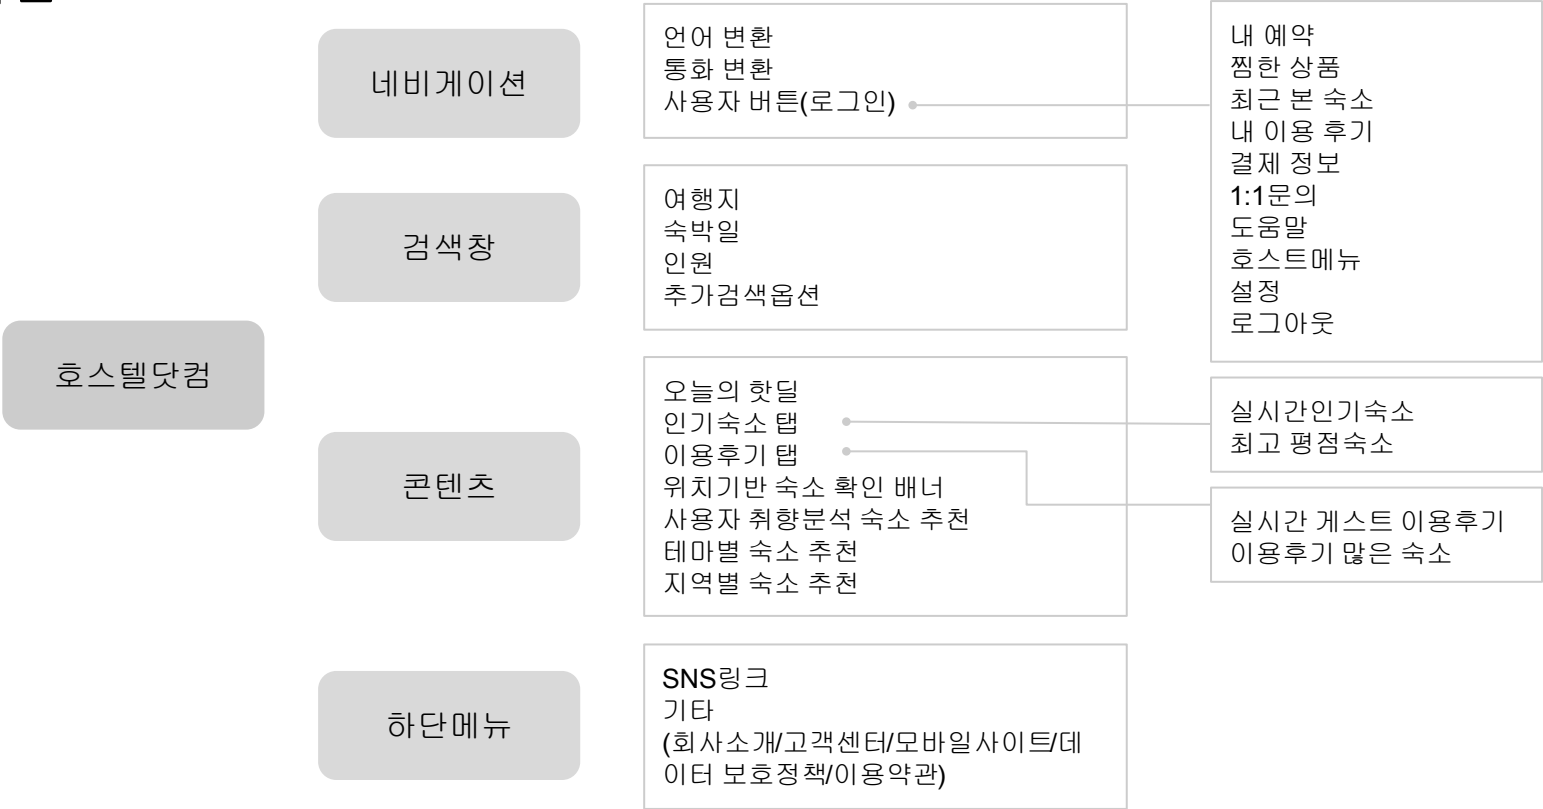 호스텔닷컴
네비게이션
언어 변환
통화 변환
사용자 버튼(로그인)
내 예약
찜한 상품
최근 본 숙소
내 이용 후기
결제 정보
1:1문의
도움말
호스트메뉴
설정
로그아웃
검색창
여행지
숙박일
인원
추가검색옵션
콘텐츠
오늘의 핫딜
인기숙소 탭
이용후기 탭
위치기반 숙소 확인 배너
사용자 취향분석 숙소 추천
테마별 숙소 추천
지역별 숙소 추천
실시간인기숙소
최고 평점숙소
실시간 게스트 이용후기
이용후기 많은 숙소
하단메뉴
SNS링크
기타
(회사소개/고객센터/모바일사이트/데
이터 보호정책/이용약관)